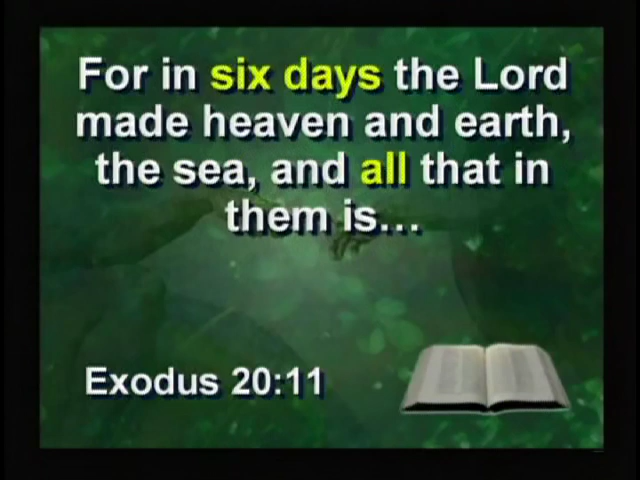 For in six days the Lord
made heaven and earth,
the sea, and all that in
them is...
Exodus 20:11